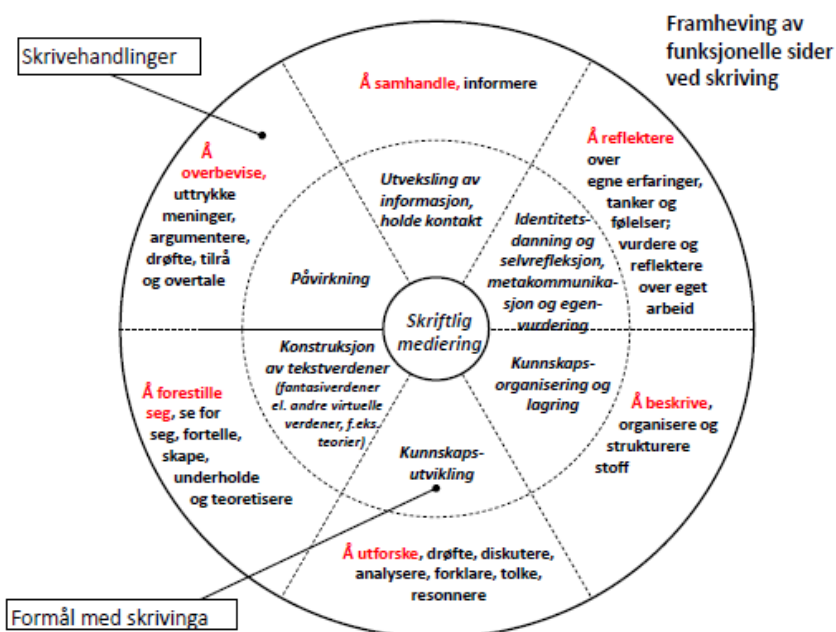 Framheving av
funksjonelle sider
ved skriving
Skrivehandlinger
Å samhandle, informere
Å
overbevise,
uttrykke
meninger,
argumentere,
drøfte, tilrå
og overtale
Å reflektere
over
egne erfaringer,
tanker og
følelser;
vurdere og
reflektere
over eget
arbeid
Utveksling av
informasjon,
holde kontakt
Identitets-
danning og
selvrefleksjon,
metakommunika-
sjon og egen-
vurdering
Påvirkning
Skriftlig
mediering
Konstruksjon
av tekstverdener
(fantasiverdener
el. andre virtuelle
verdener, f.eks.
teorier)
Kunnskaps-
organisering og
lagring
Å forestille
seg, se for
seg, fortelle,
skape,
underholde
og teoretisere
Å beskrive,
organisere og
strukturere
stoff
Kunnskaps-
utvikling
Å utforske, drøfte, diskutere,
analysere, forklare, tolke,
resonnere
Formål med skrivinga